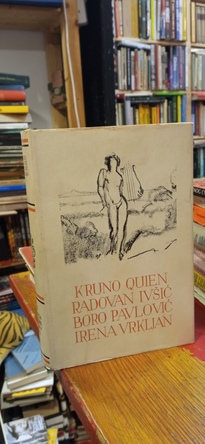 KRUNO QUIEN
RADOVAN IVŠIĆ
BORO PAVLOVIĆ
IRENA VRKLJAN